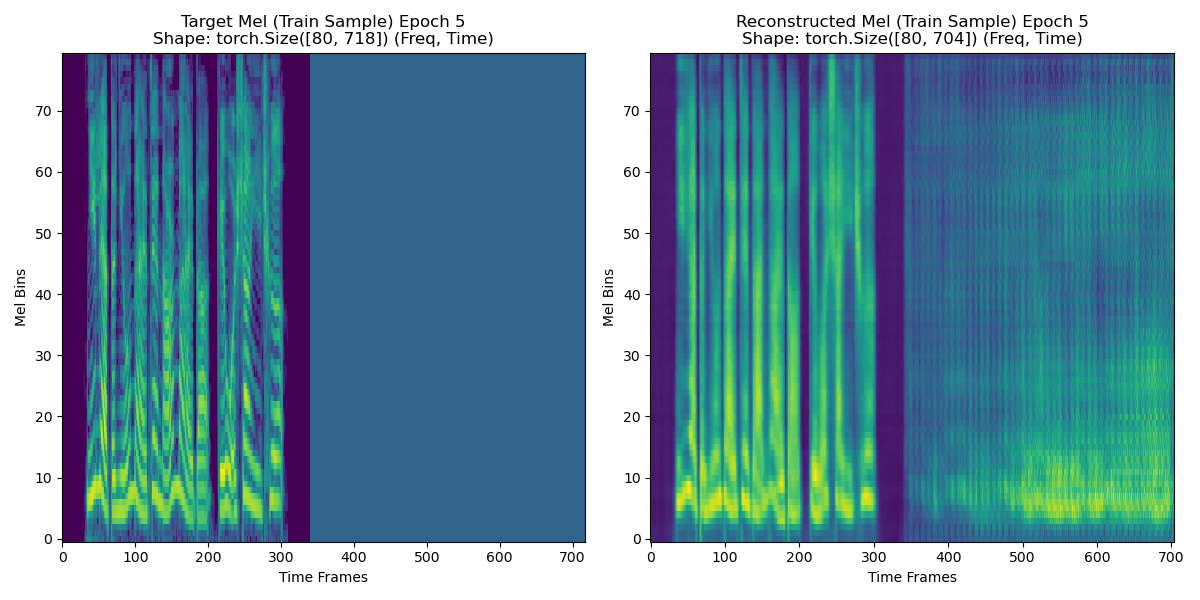 Target Mel (Train Sample) Epoch 5
Shape: torch.Size([80, 718]) (Freq, Time)
Mel Bins
70
60
50
40
30
20
10
0
0 100 200 300 400 500 600 700
Time Frames
Reconstructed Mel (Train Sample) Epoch 5
Shape: torch.Size([80, 704]) (Freq, Time)
Mel Bins
70
60
50
40
30
20
10
0
0 100 200 300 400 500 600 700
Time Frames